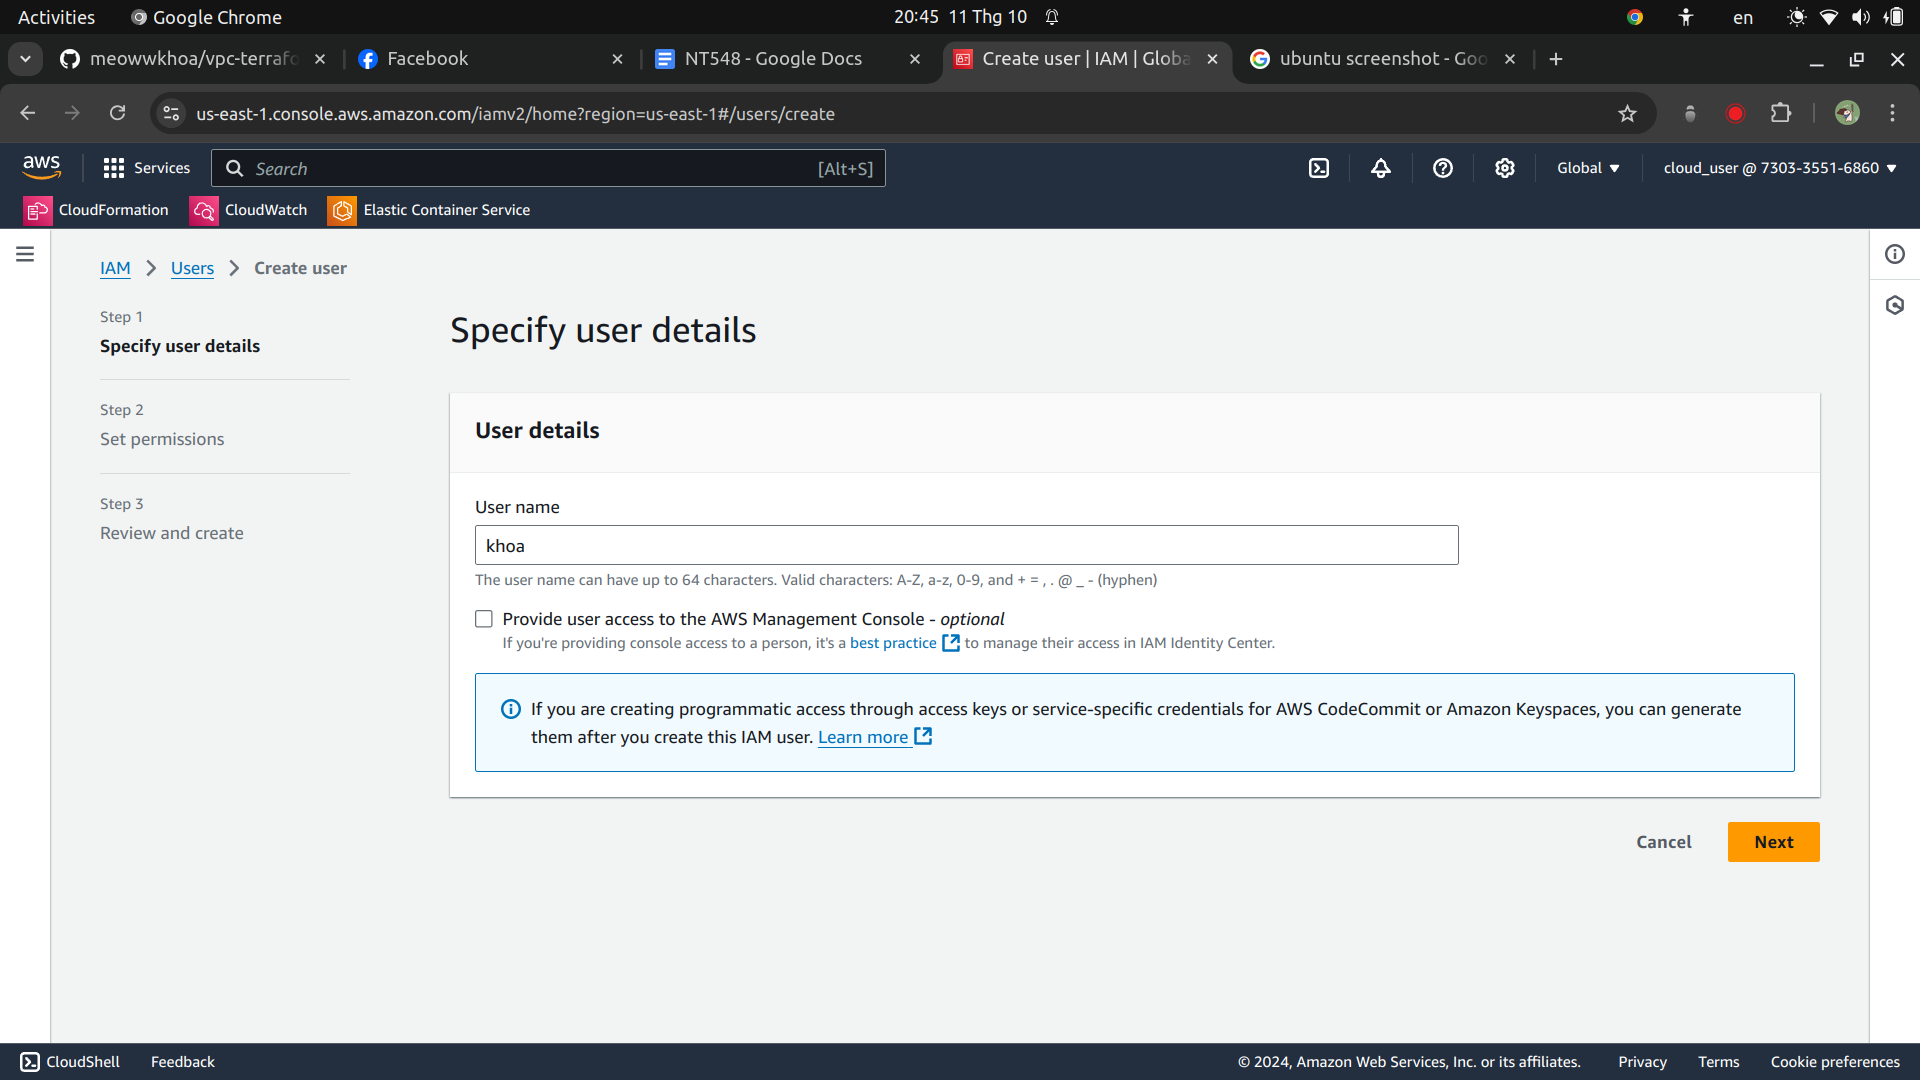 Activities
Google Chrome
20:45 11 Thg 10
en
meowwkhoa/vpc-terrafo
Facebook
NT548 - Google Docs
Create user | IAM | Globa
ubuntu screenshot - Goo
us-east-1.console.aws.amazon.com/iamv2/home?region=us-east-1#/users/create
aws
Services
Search
[Alt+S]
Global
cloud_user @ 7303-3551-6860
CloudFormation
CloudWatch
Elastic Container Service
IAM
Users
Create user
Step 1
Specify user details
Step 2
Set permissions
Step 3
Review and create
Specify user details
User details
User name
khoa
The user name can have up to 64 characters. Valid characters: A-Z, a-z, 0-9, and + = , . @ _ - (hyphen)
Provide user access to the AWS Management Console - optional
If you're providing console access to a person, it's a best practice to manage their access in IAM Identity Center.
If you are creating programmatic access through access keys or service-specific credentials for AWS CodeCommit or Amazon Keyspaces, you can generate
them after you create this IAM user. Learn more
Cancel
Next
CloudShell
Feedback
© 2024, Amazon Web Services, Inc. or its affiliates.
Privacy
Terms
Cookie preferences